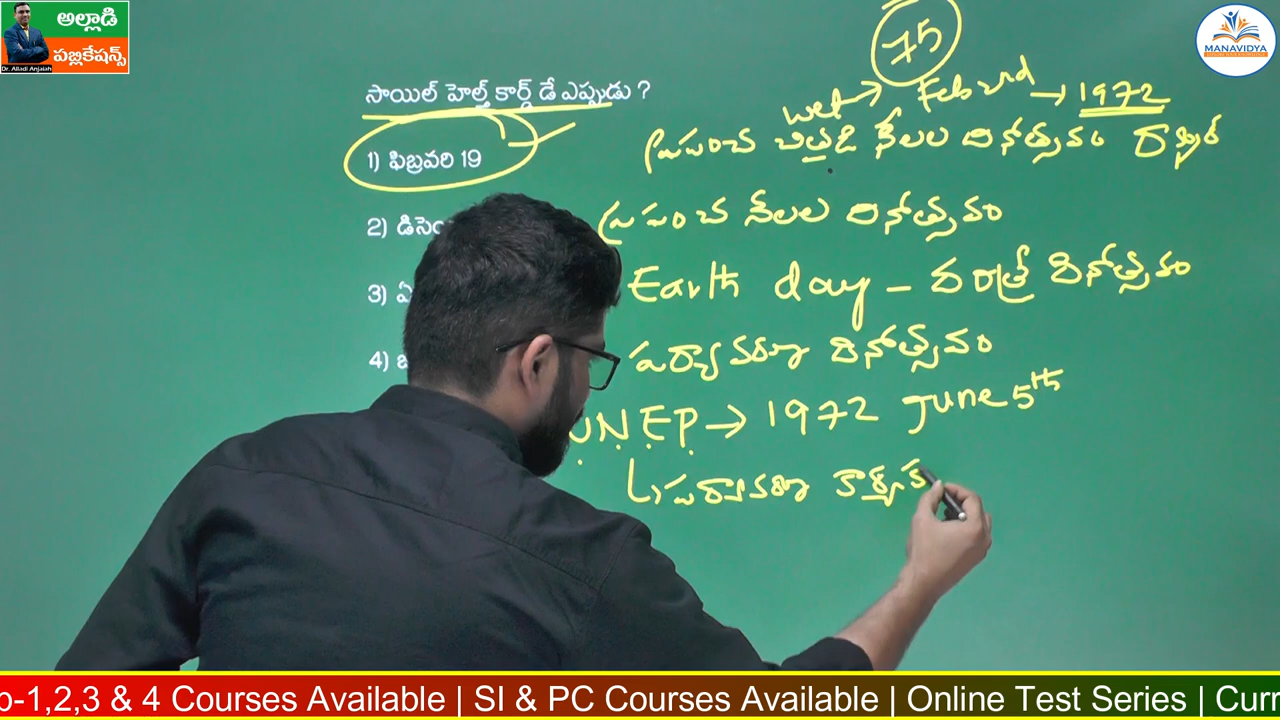 అల్లాడి
పబ్లికేషన్స్
Dr. Alladi Anjaiah
MANAVIDYA
75
సాయిల్ హెల్త్ కార్డ్ డే ఎప్పుడు ?
wet → Feb 2nd → 1972
1) ఫిబ్రవరి 19
ప్రపంచ చిత్తడి నేలల దినోత్సవం
2) డిసెం
ప్రపంచ నేలల దినోత్సవం
3) ఏ
Earth day – ధరిత్రీ దినోత్సవం
4) జ
పర్యావరణ దినోత్సవం
UNEP → 1972 June 5th
పర్యావరణ కార్యక్ర
p-1,2,3 & 4 Courses Available | SI & PC Courses Available | Online Test Series | Curr